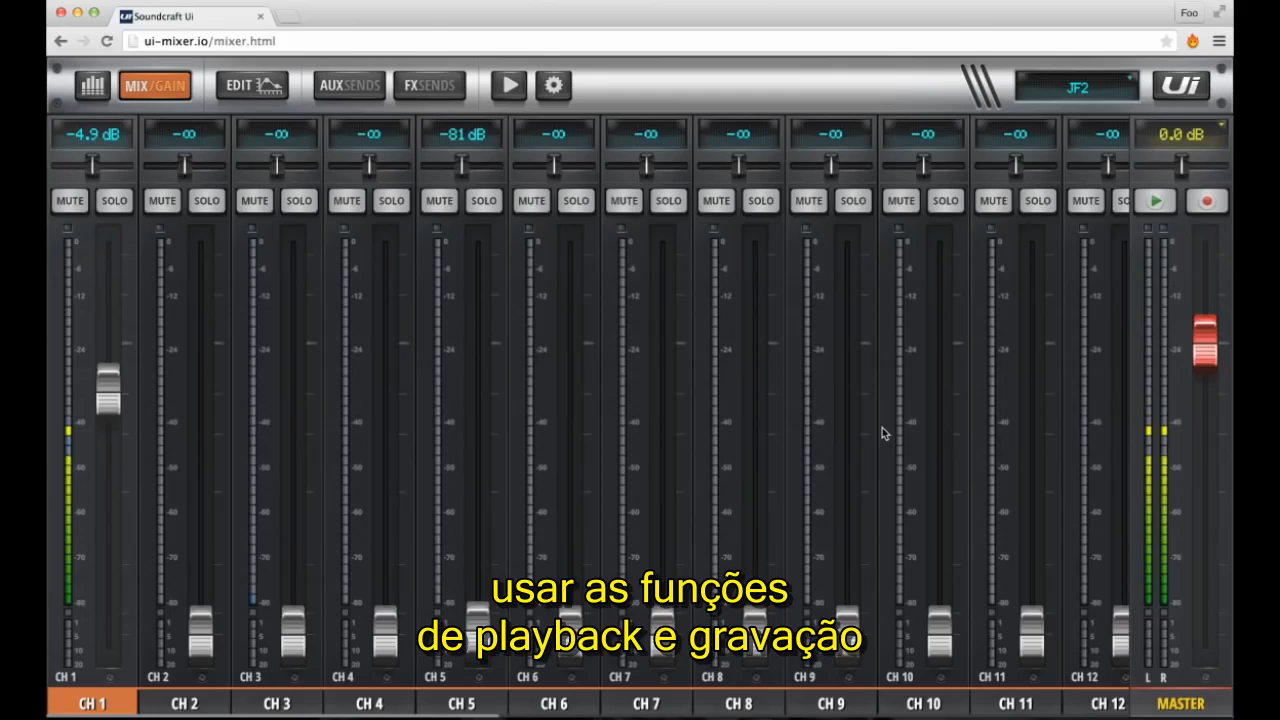 Soundcraft Ui
Foo
ui-mixer.io/mixer.html
MIX/GAIN EDIT AUXSENDS FXSENDS JF2 Ui
-4.9 dB -∞ -∞ -∞ -81 dB -∞ -∞ -∞ -∞ -∞ -∞ -∞ 0.0 dB
MUTE SOLO MUTE SOLO MUTE SOLO MUTE SOLO MUTE SOLO MUTE SOLO MUTE SOLO MUTE SOLO MUTE SOLO MUTE SOLO MUTE SOLO MUTE SO
usar as funções
de playback e gravação
CH 1 CH 2 CH 3 CH 4 CH 5 CH 6 CH 7 CH 8 CH 9 CH 10 CH 11 CH 12 L R
CH 1 CH 2 CH 3 CH 4 CH 5 CH 6 CH 7 CH 8 CH 9 CH 10 CH 11 CH 12 MASTER